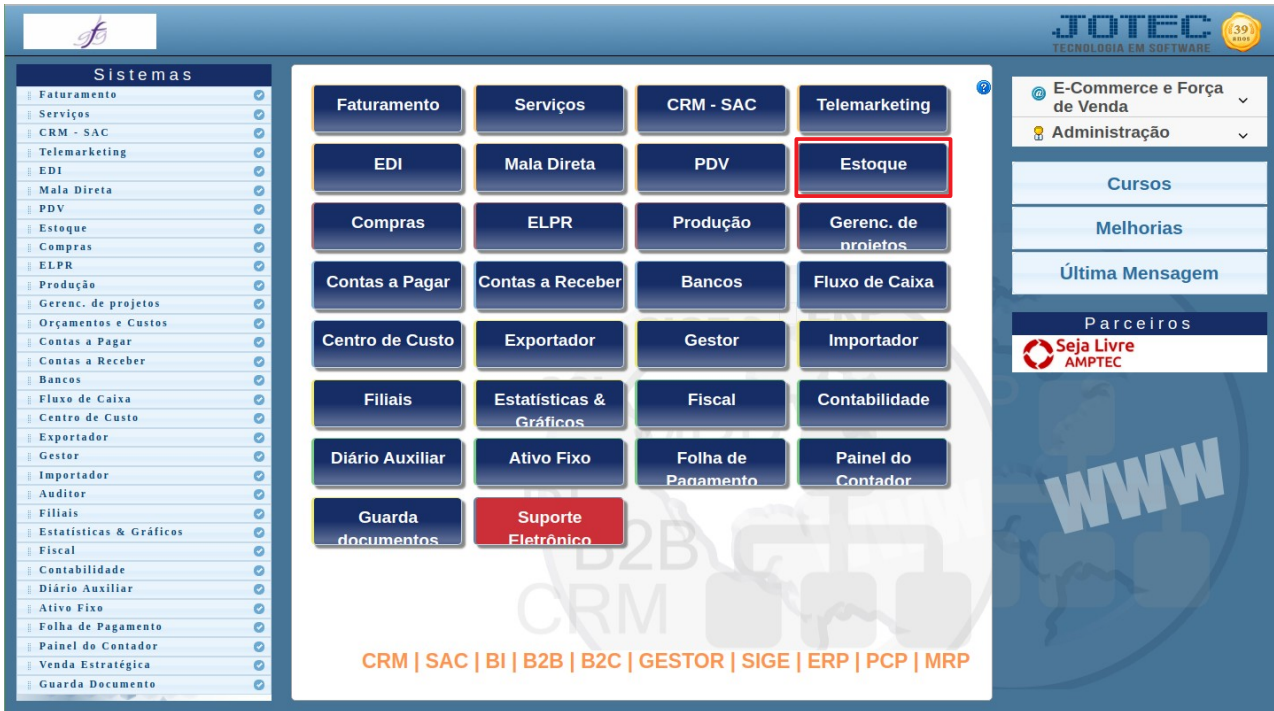 JOTEC
39
anos
TECNOLOGIA EM SOFTWARE
Sistemas
Faturamento
Serviços
CRM - SAC
Telemarketing
EDI
Mala Direta
PDV
Estoque
Compras
ELPR
Produção
Gerenc. de projetos
Orçamentos e Custos
Contas a Pagar
Contas a Receber
Bancos
Fluxo de Caixa
Centro de Custo
Exportador
Gestor
Importador
Auditor
Filiais
Estatísticas & Gráficos
Fiscal
Contabilidade
Diário Auxiliar
Ativo Fixo
Folha de Pagamento
Painel do Contador
Venda Estratégica
Guarda Documento
Faturamento
Serviços
CRM - SAC
Telemarketing
EDI
Mala Direta
PDV
Estoque
Compras
ELPR
Produção
Gerenc. de
projetos
Contas a Pagar
Contas a Receber
Bancos
Fluxo de Caixa
Centro de Custo
Exportador
Gestor
Importador
Filiais
Estatísticas &
Gráficos
Fiscal
Contabilidade
Diário Auxiliar
Ativo Fixo
Folha de
Pagamento
Painel do
Contador
Guarda
documentos
Suporte
Eletrônico
B2B
CRM
CRM | SAC | BI | B2B | B2C | GESTOR | SIGE | ERP | PCP | MRP
E-Commerce e Força
de Venda
Administração
Cursos
Melhorias
Última Mensagem
Parceiros
Seja Livre
AMPTEC
WWW